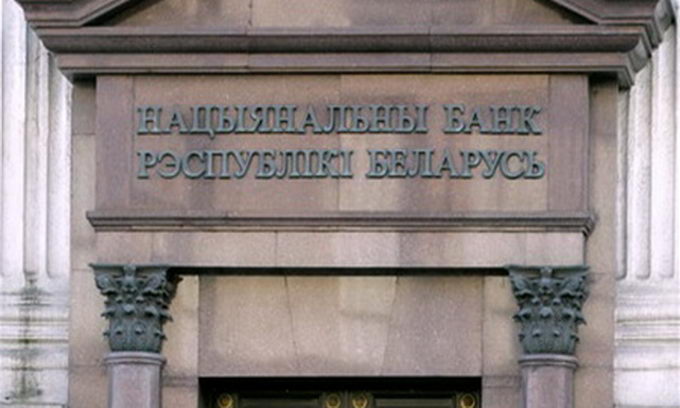 НАЦЫЯНАЛЬНЫ БАНК
РЭСПУБЛІКІ БЕЛАРУСЬ